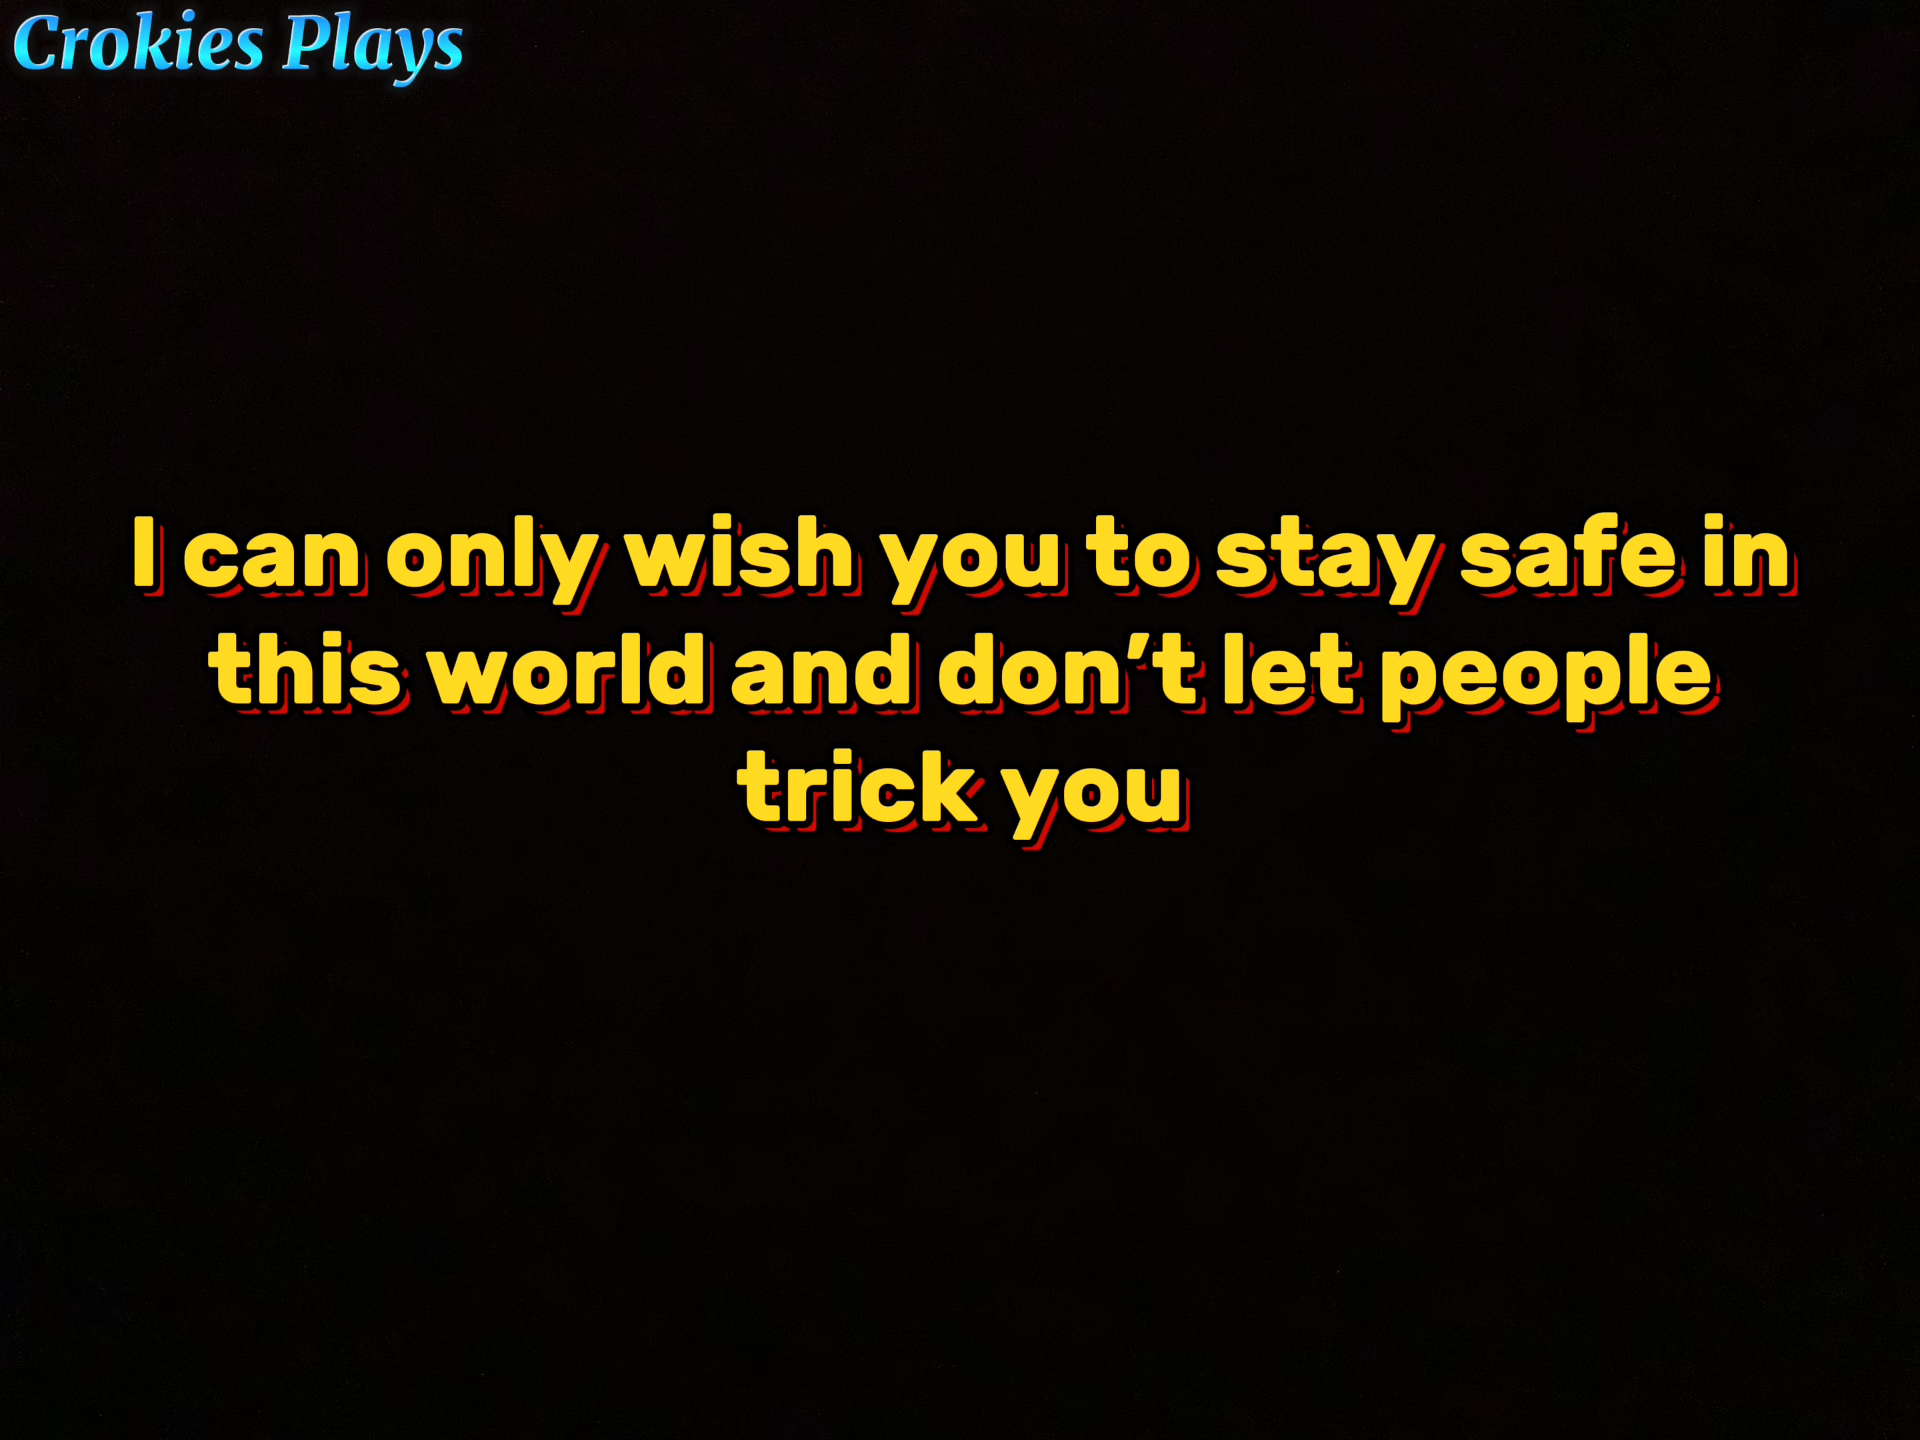 Crokies Plays
I can only wish you to stay safe in
this world and don’t let people
trick you